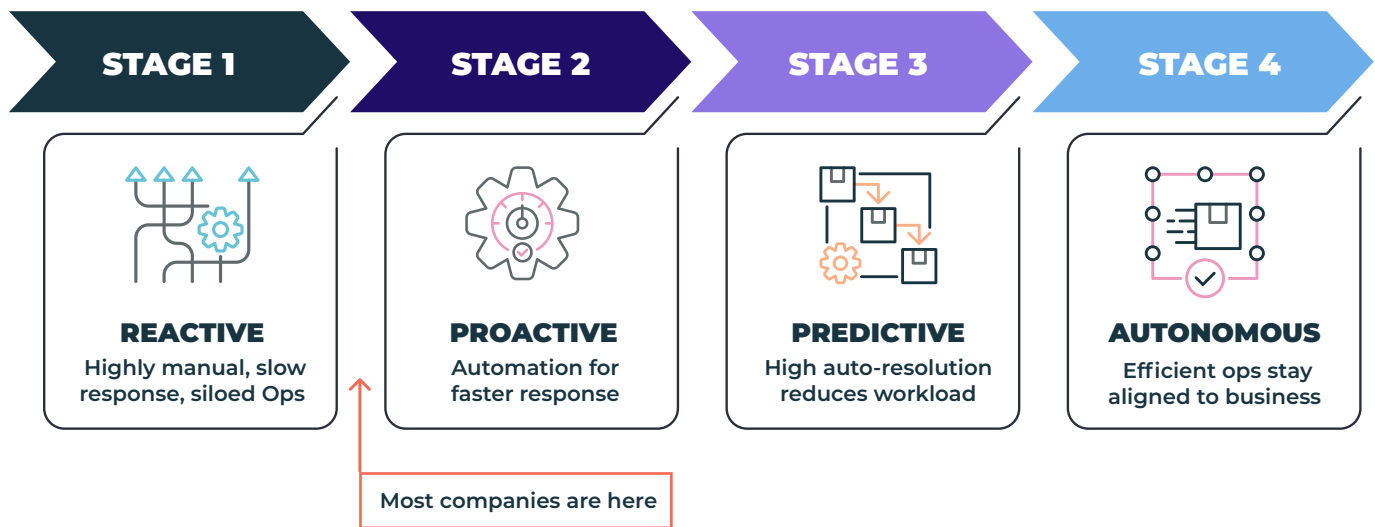 STAGE 1
STAGE 2
STAGE 3
STAGE 4
REACTIVE
Highly manual, slow
response, siloed Ops
PROACTIVE
Automation for
faster response
PREDICTIVE
High auto-resolution
reduces workload
AUTONOMOUS
Efficient ops stay
aligned to business
Most companies are here